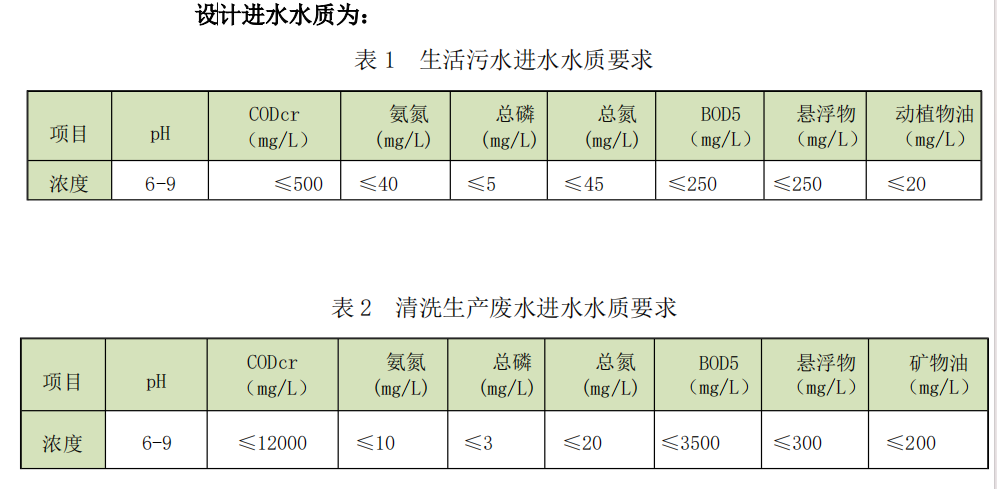 设计进水水质为：
表 1 生活污水进水水质要求
项目 pH CODcr（mg/L） 氨氮(mg/L) 总磷(mg/L) 总氮(mg/L) BOD5（mg/L） 悬浮物（mg/L） 动植物油（mg/L）
浓度 6-9 ≤500 ≤40 ≤5 ≤45 ≤250 ≤250 ≤20
表 2 清洗生产废水进水水质要求
项目 pH CODcr（mg/L） 氨氮(mg/L) 总磷(mg/L) 总氮(mg/L) BOD5（mg/L） 悬浮物（mg/L） 矿物油（mg/L）
浓度 6-9 ≤12000 ≤10 ≤3 ≤20 ≤3500 ≤300 ≤200